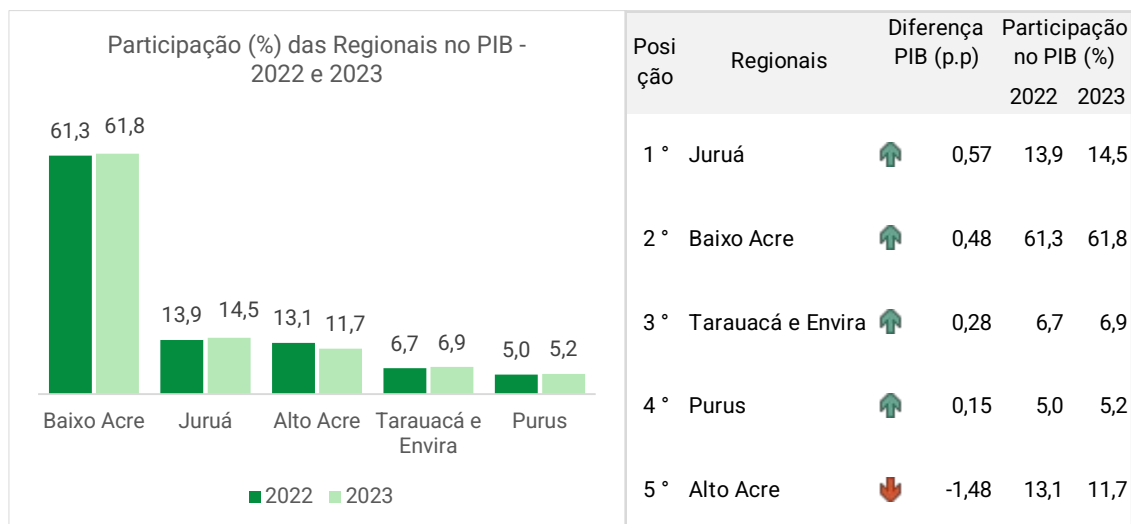 Participação (%) das Regionais no PIB -
2022 e 2023
61,3 61,8
13,9 14,5 13,1 11,7
6,7 6,9 5,0 5,2
Baixo Acre Juruá Alto Acre Tarauacá e Envira Purus
2022 2023
Posição Regionais Diferença PIB (p.p) Participação no PIB (%)
2022 2023
1 ° Juruá 0,57 13,9 14,5
2 ° Baixo Acre 0,48 61,3 61,8
3 ° Tarauacá e Envira 0,28 6,7 6,9
4 ° Purus 0,15 5,0 5,2
5 ° Alto Acre -1,48 13,1 11,7